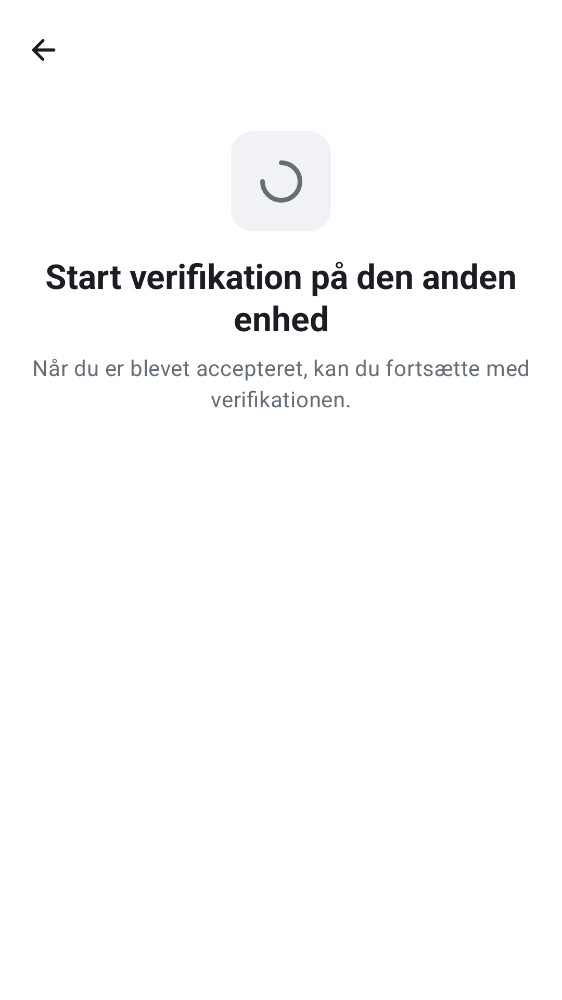 Start verifikation på den anden
enhed
Når du er blevet accepteret, kan du fortsætte med
verifikationen.